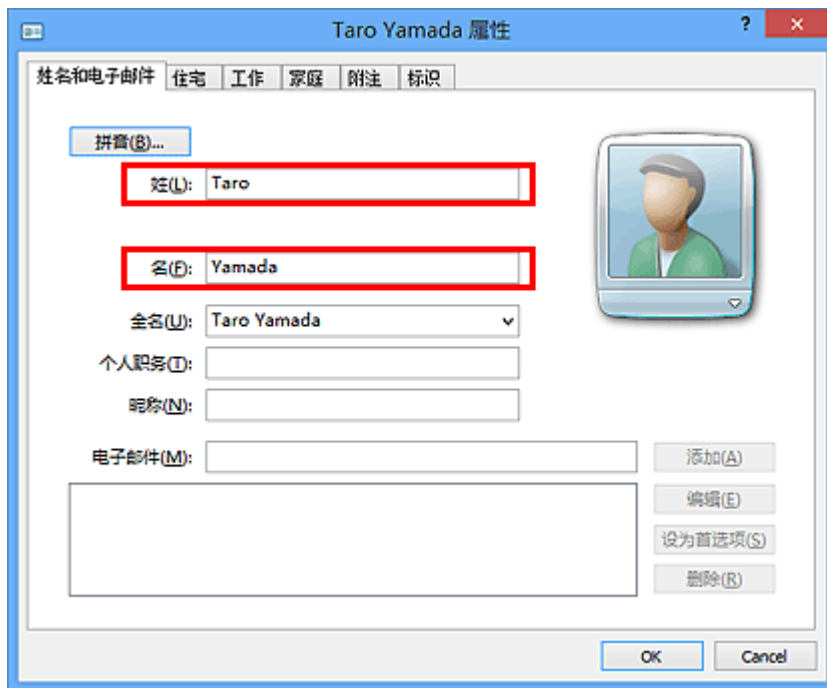 Taro Yamada 属性
?
姓名和电子邮件 住宅 工作 家庭 附注 标识
拼音(B)...
姓(L): Taro
名(F): Yamada
全名(U): Taro Yamada
个人职务(T):
昵称(N):
电子邮件(M):
添加(A)
编辑(E)
设为首选项(S)
删除(R)
OK Cancel